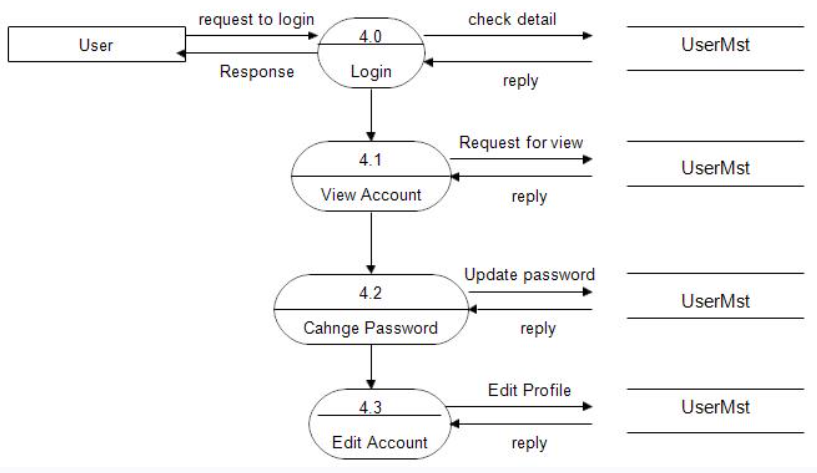 request to login
check detail
User
4.0
UserMst
Response
Login
reply
Request for view
4.1
UserMst
View Account
reply
Update password
4.2
UserMst
Cahnge Password
reply
Edit Profile
4.3
UserMst
Edit Account
reply